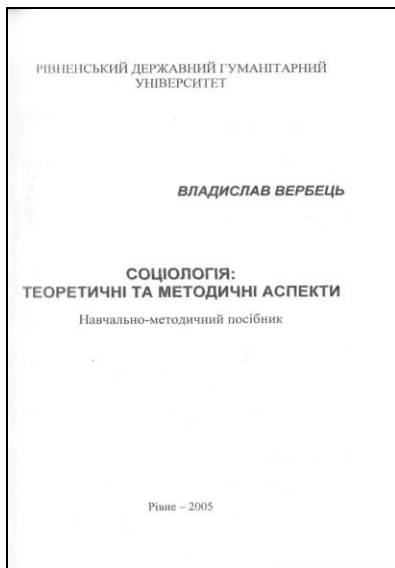 РІВНЕНСЬКИЙ ДЕРЖАВНИЙ ГУМАНІТАРНИЙ
УНІВЕРСИТЕТ
ВЛАДИСЛАВ ВЕРБЕЦЬ
СОЦІОЛОГІЯ:
ТЕОРЕТИЧНІ ТА МЕТОДИЧНІ АСПЕКТИ
Навчально-методичний посібник
Рівне – 2005